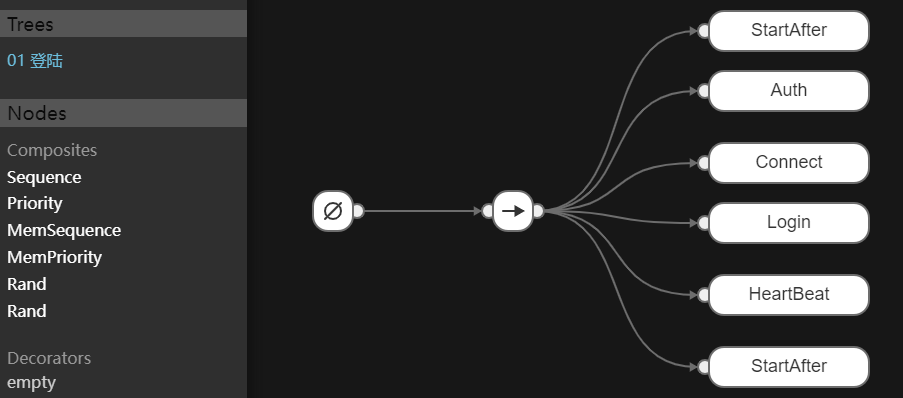 Trees
01 登陆
Nodes
Composites
Sequence
Priority
MemSequence
MemPriority
Rand
Rand
Decorators
empty
StartAfter
Auth
Connect
Login
HeartBeat
StartAfter